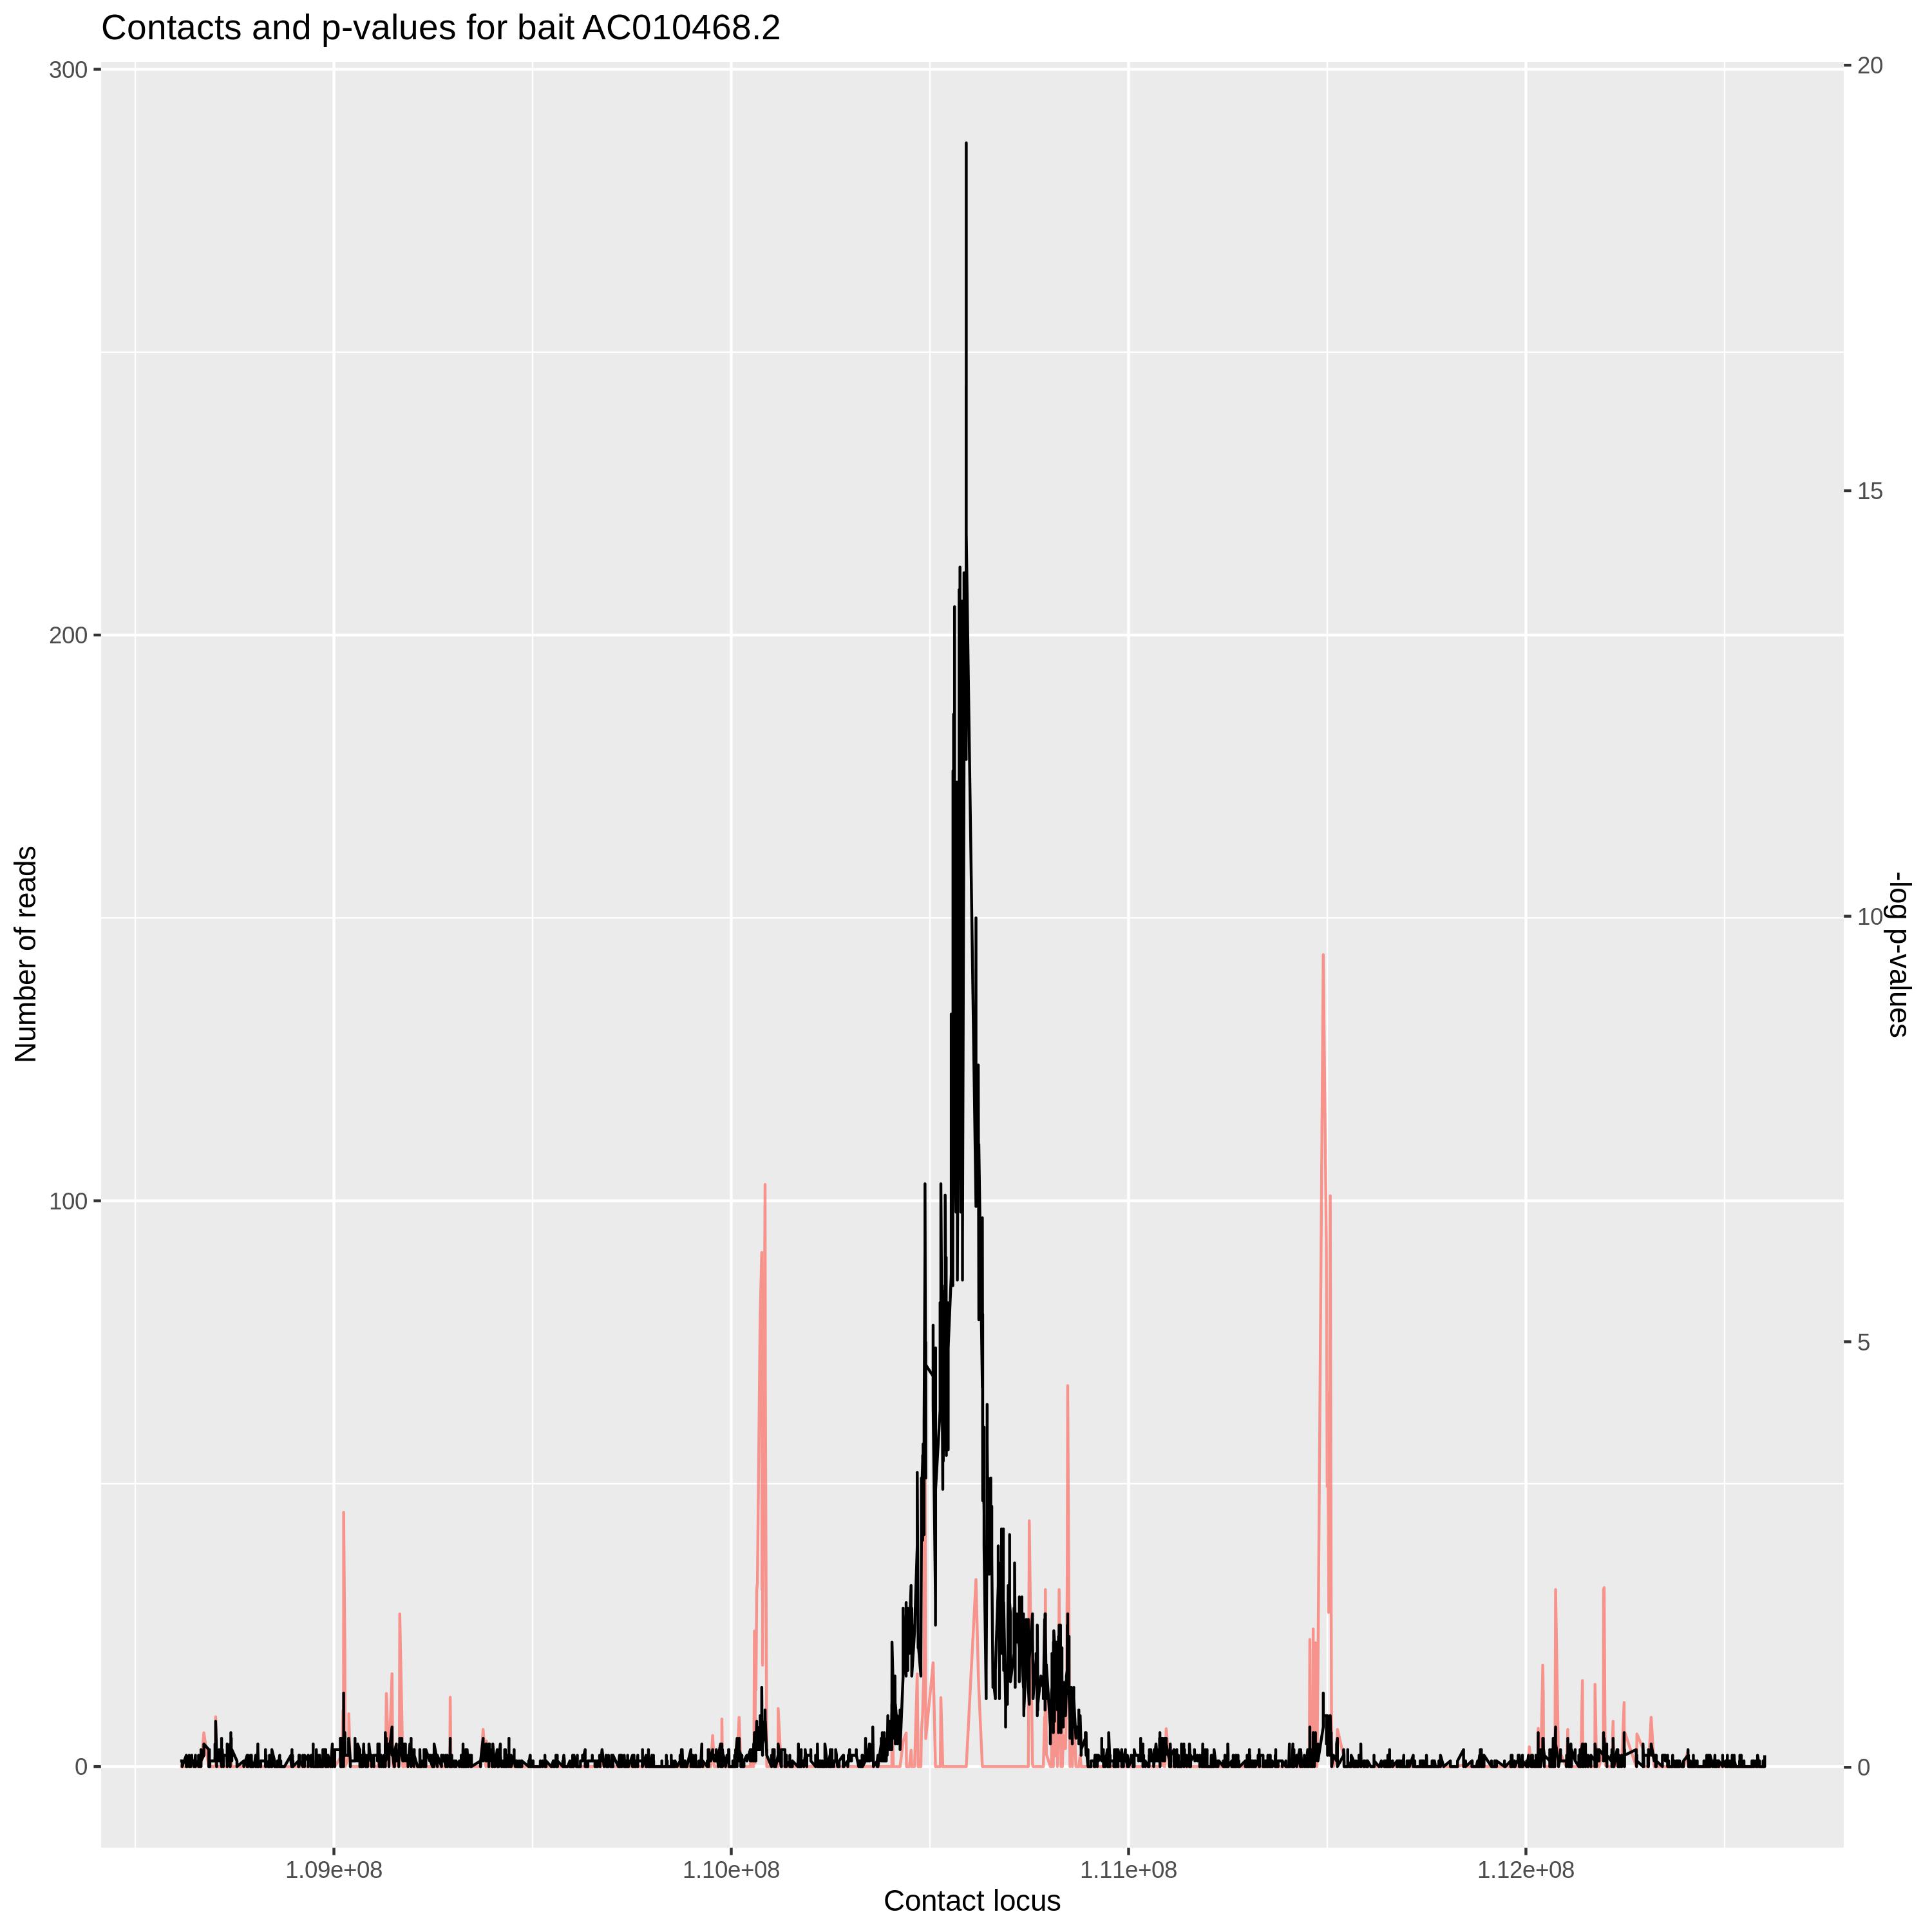 Contacts and p-values for bait AC010468.2
300
200
100
0
Number of reads
20
15
10
5
0
-log p-values
1.09e+08
1.10e+08
1.11e+08
1.12e+08
Contact locus